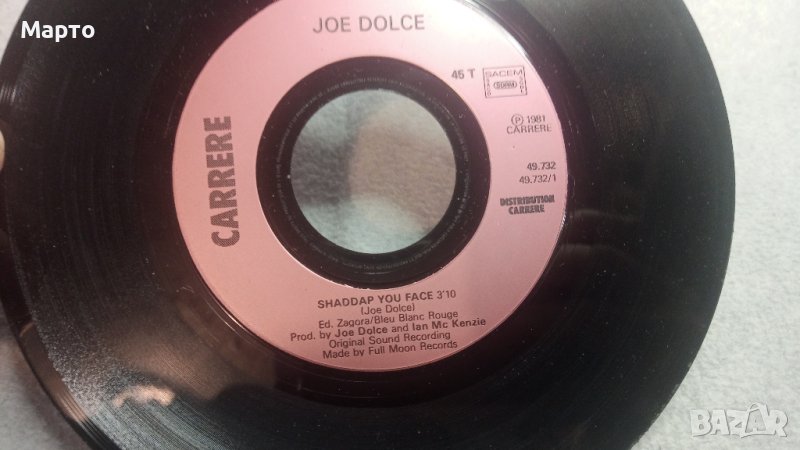 Марто
JOE DOLCE
CARRERE
45 T
SACEM
SDRM
℗ 1981
CARRERE
49.732
49.732/1
DISTRIBUTION
CARRERE
SHADDAP YOU FACE 3'10
(Joe Dolce)
Ed. Zagora/Bleu Blanc Rouge
Prod. by Joe Dolce and Ian Mc Kenzie
Original Sound Recording
Made by Full Moon Records
BAZAR